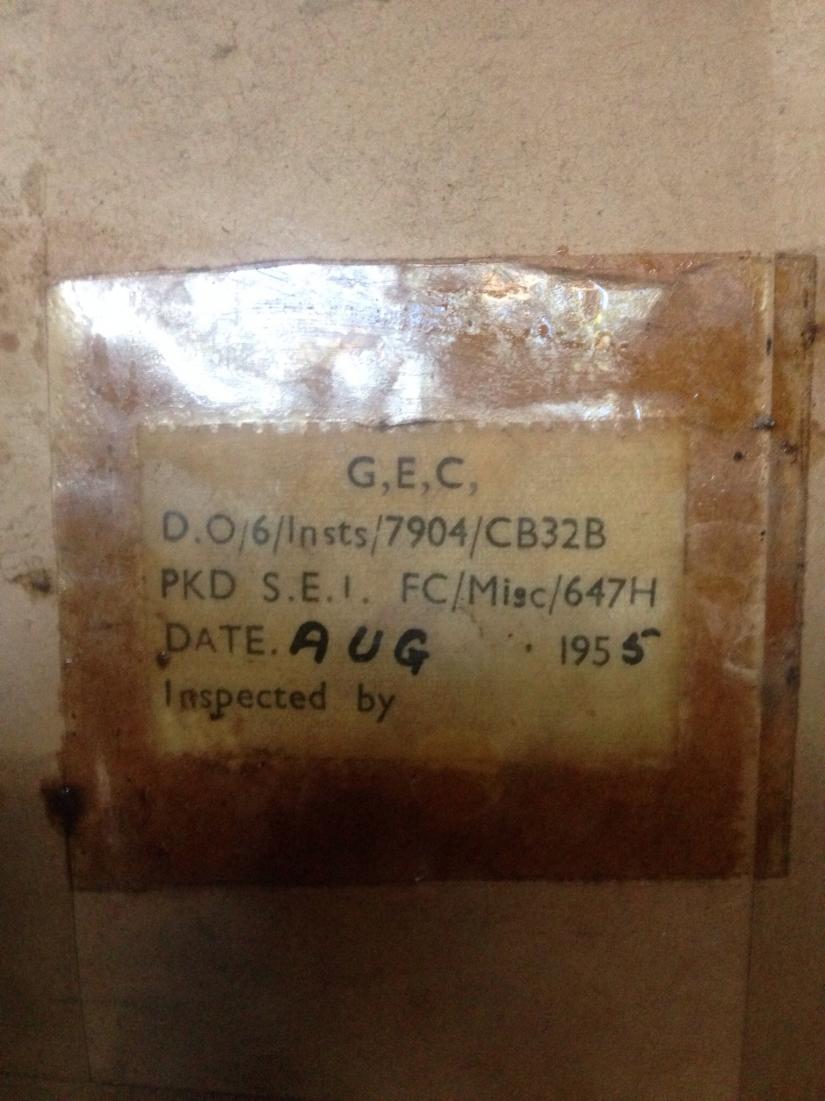 G,E,C,
D.O/6/Insts/7904/CB32B
PKD S.E.I. FC/Misc/647H
DATE. AUG 1955
Inspected by